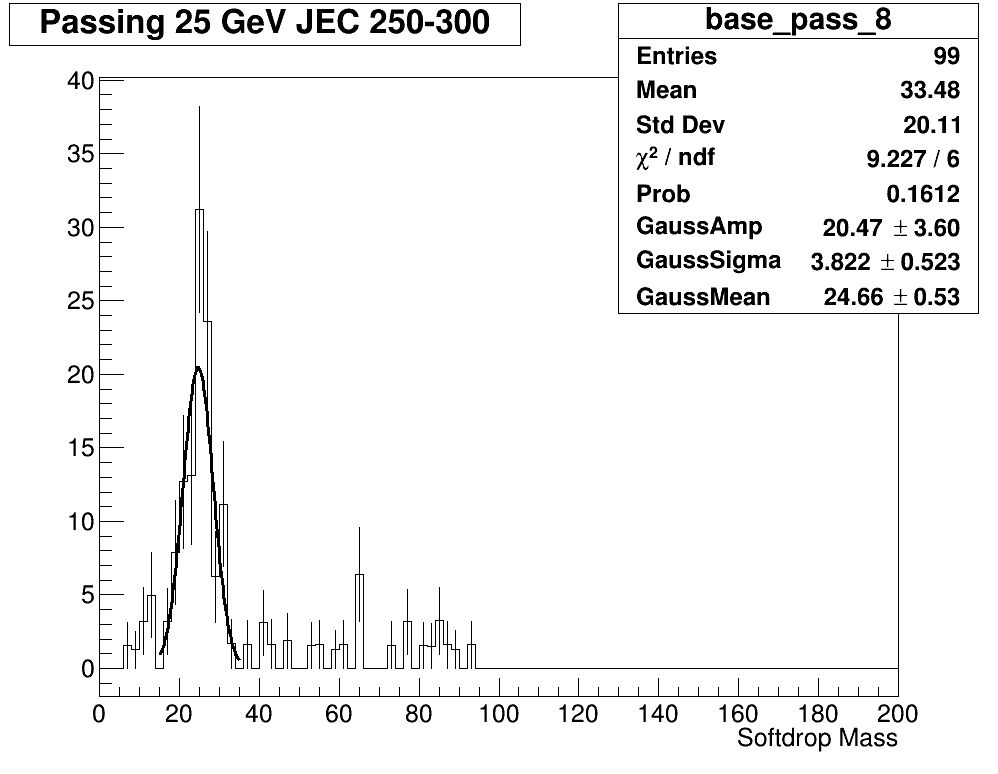 Passing 25 GeV JEC 250-300
base_pass_8
Entries 99
Mean 33.48
Std Dev 20.11
χ² / ndf 9.227 / 6
Prob 0.1612
GaussAmp 20.47 ± 3.60
GaussSigma 3.822 ± 0.523
GaussMean 24.66 ± 0.53
40
35
30
25
20
15
10
5
0
0 20 40 60 80 100 120 140 160 180 200
Softdrop Mass